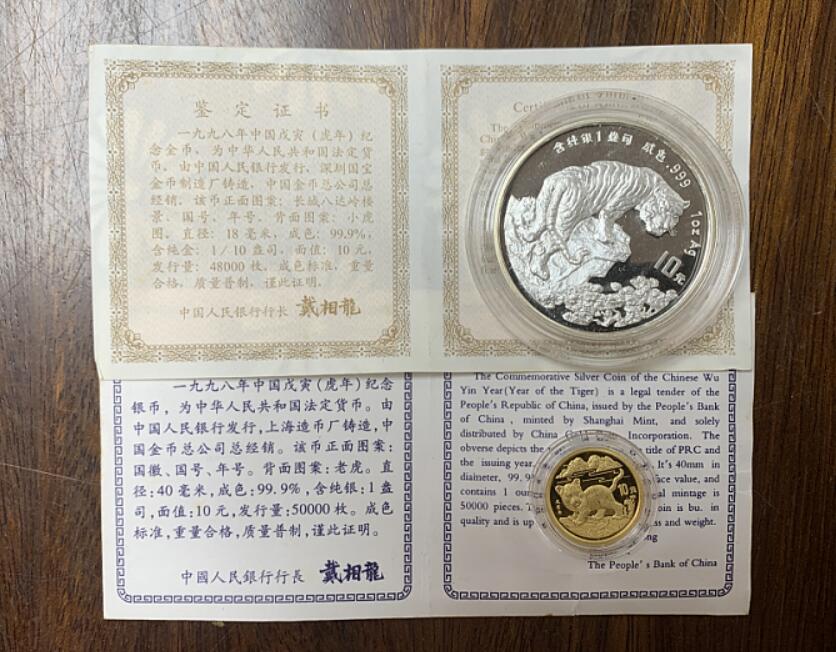 鉴定证书
一九九八年中国戊寅（虎年）纪
念金币，为中华人民共和国法定货
币。由中国人民银行发行，深圳国宝
金币制造厂铸造，中国金币总公司总
经销。该币正面图案：长城八达岭楼
景、国号、年号。背面图案：小虎
图。直径：18毫米，成色：99.9%，
含纯金：1/10盎司，面值：10元，
发行量：48000枚。成色标准，重量
合格，质量普制，谨此证明。
中国人民银行行长 戴相龍
含纯银1盎司 成色.999
1oz Ag
10元
一九九八年中国戊寅(虎年)纪念
银币，为中华人民共和国法定货币。由
中国人民银行发行,上海造币厂铸造,中
国金币总公司总经销。该币正面图案:
国徽、国号、年号。背面图案:老虎。直
径:40毫米,成色:99.9%,含纯银:1盎
司,面值:10元,发行量:50000枚。成色
标准,重量合格,质量普制,谨此证明。
中國人民銀行行長 戴相龍
The Commemorative Silver Coin of the Chinese Wu
Yin Year(Year of the Tiger) is a legal tender of the
People's Republic of China, issued by the People's Bank
of China , minted by Shanghai Mint, and solely
distributed by China Incorporation. The
obverse depicts the title of PRC and
the issuing year. It's 40mm in
diameter, 99.9 face value, and
contains 1 mintage is
50000 pieces. coin is bu. in
quality and is up and weight.
The People's Bank of China
10元